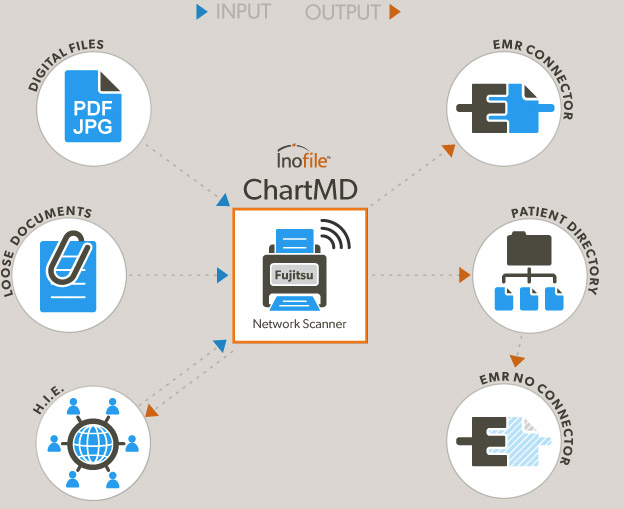 INPUT
OUTPUT
DIGITAL FILES
PDF
JPG
EMR CONNECTOR
Inofile™
ChartMD
LOOSE DOCUMENTS
Fujitsu
Network Scanner
PATIENT DIRECTORY
H.I.E.
EMR NO CONNECTOR